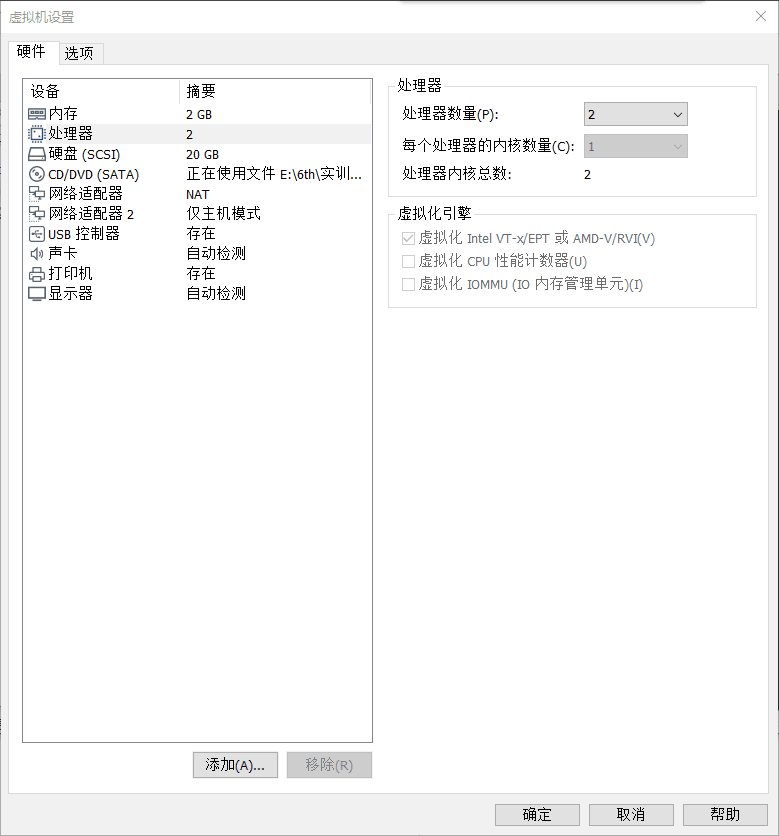 虚拟机设置
硬件 选项
设备 摘要
内存 2 GB
处理器 2
硬盘 (SCSI) 20 GB
CD/DVD (SATA) 正在使用文件 E:\6th\实训...
网络适配器 NAT
网络适配器 2 仅主机模式
USB 控制器 存在
声卡 自动检测
打印机 存在
显示器 自动检测
添加(A)... 移除(R)
处理器
处理器数量(P): 2
每个处理器的内核数量(C): 1
处理器内核总数: 2
虚拟化引擎
虚拟化 Intel VT-x/EPT 或 AMD-V/RVI(V)
虚拟化 CPU 性能计数器(U)
虚拟化 IOMMU (IO 内存管理单元)(I)
确定 取消 帮助